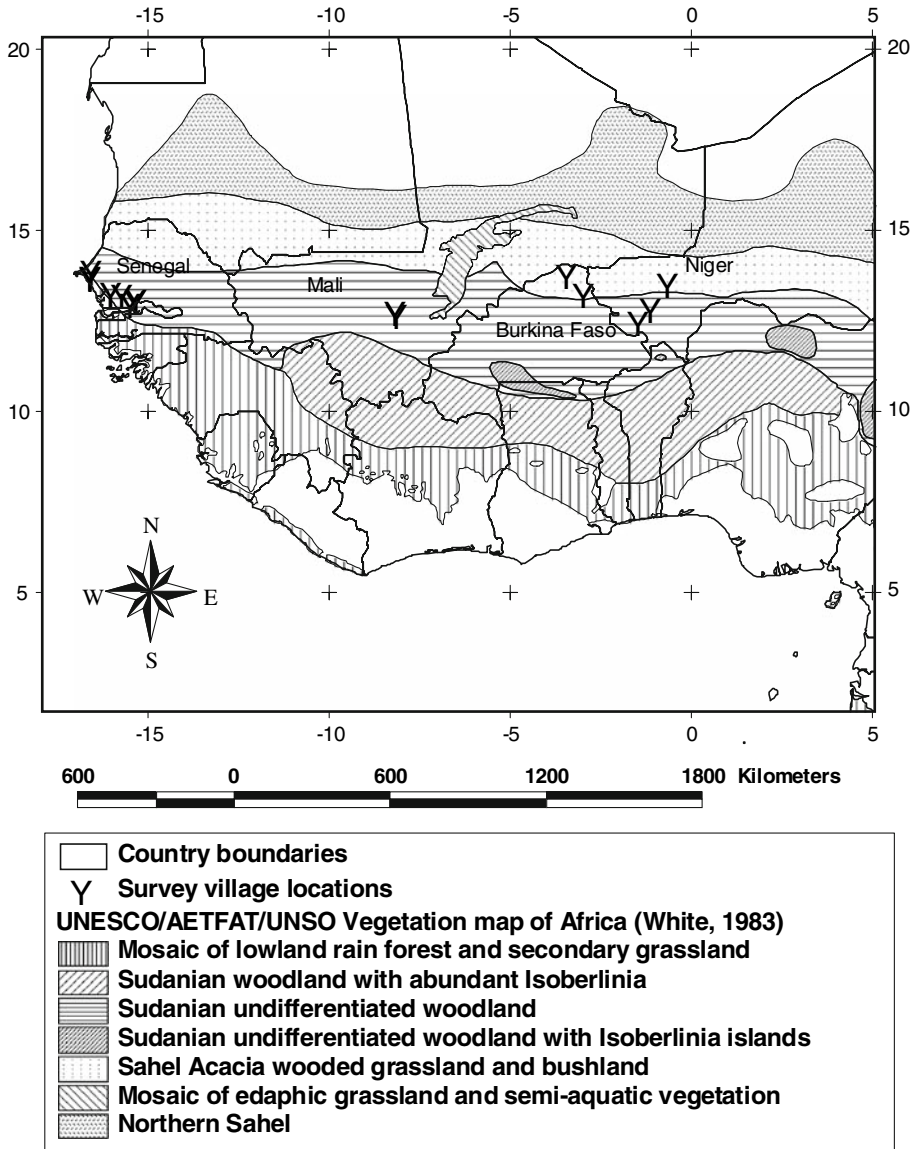 -15 -10 -5 0 5
20 20
15 15
Senegal Niger
Mali
Burkina Faso
10 10
N
5 W E 5
S
-15 -10 -5 0 5
600 0 600 1200 1800 Kilometers
Country boundaries
Y Survey village locations
UNESCO/AETFAT/UNSO Vegetation map of Africa (White, 1983)
Mosaic of lowland rain forest and secondary grassland
Sudanian woodland with abundant Isoberlinia
Sudanian undifferentiated woodland
Sudanian undifferentiated woodland with Isoberlinia islands
Sahel Acacia wooded grassland and bushland
Mosaic of edaphic grassland and semi-aquatic vegetation
Northern Sahel